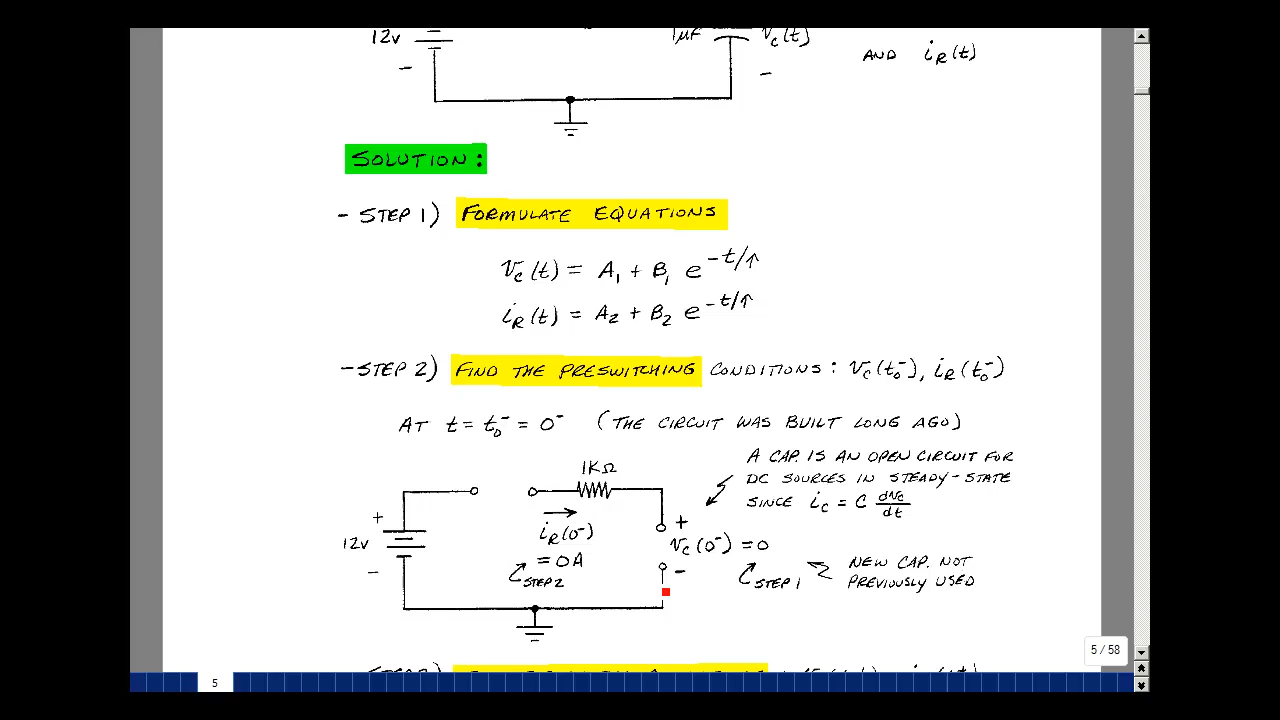 12V
1µF
Vc(t)
AND iR(t)
SOLUTION:
- STEP 1) FORMULATE EQUATIONS
Vc(t) = A1 + B1 e^-t/↑
iR(t) = A2 + B2 e^-t/↑
- STEP 2) FIND THE PRESWITCHING CONDITIONS: Vc(t0-), iR(t0-)
AT t = t0- = 0- (THE CIRCUIT WAS BUILT LONG AGO)
A CAP. IS AN OPEN CIRCUIT FOR
DC SOURCES IN STEADY-STATE
SINCE ic = C dVc/dt
1KΩ
+
12V
-
iR(0-)
= 0A
STEP 2
+
Vc(0-) = 0
-
STEP 1
NEW CAP. NOT
PREVIOUSLY USED
5 / 58
5